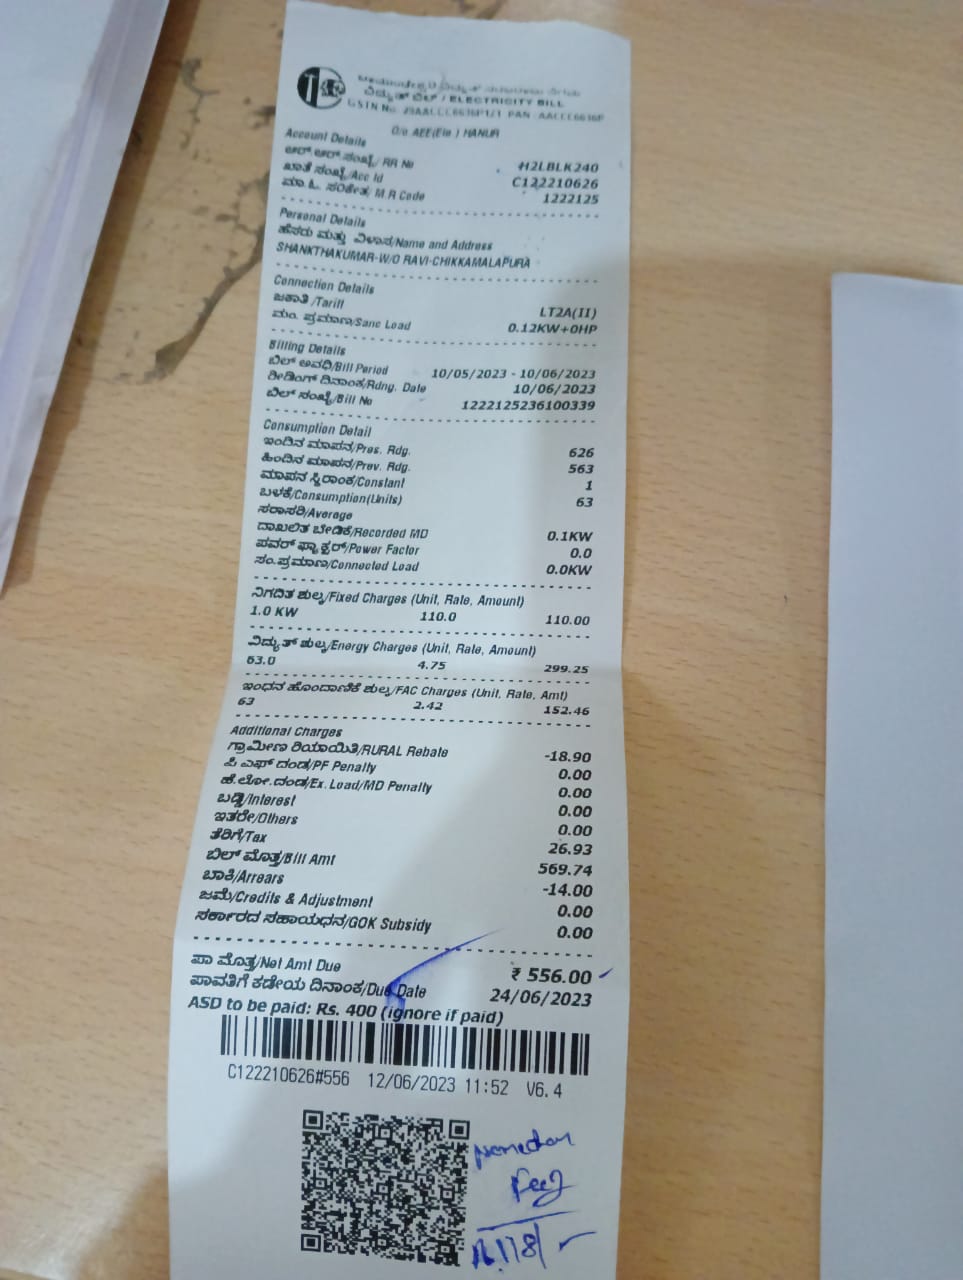 ವಿದ್ಯುತ್ ಬಿಲ್ / ELECTRICITY BILL
GSTN No. 29AACCC6636P1Z1 PAN AACCC6636P
O/o AEE(Ele.) HANUR
Account Details
ಆರ್.ಆರ್.ಸಂಖ್ಯೆ/ RR No H2LBLK240
ಖಾತೆ ಸಂಖ್ಯೆ/Acc Id C122210626
ಮಾ.ಓ. ಸಂಕೇತ, M.R Code 1222125
Personal Details
ಹೆಸರು ಮತ್ತು ವಿಳಾಸ/Name and Address
SHANKTHAKUMAR-W/O RAVI-CHIKKAMALAPURA
Connection Details
ಜಕಾತಿ /Tariff LT2A(II)
ಮಂ. ಪ್ರಮಾಣ/Sanc Load 0.12KW+0HP
Billing Details
ಬಿಲ್ ಅವಧಿ/Bill Period 10/05/2023 - 10/06/2023
ರೀಡಿಂಗ್ ದಿನಾಂಕ/Rdng. Date 10/06/2023
ಬಿಲ್ ಸಂಖ್ಯೆ/Bill No 1222125236100339
Consumption Detail
ಇಂದಿನ ಮಾಪನ/Pres. Rdg. 626
ಹಿಂದಿನ ಮಾಪನ/Prev. Rdg. 563
ಮಾಪನ ಸ್ಥಿರಾಂಕ/Constant 1
ಬಳಕೆ/Consumption(Units) 63
ಸರಾಸರಿ/Average
ದಾಖಲಿತ ಬೇಡಿಕೆ/Recorded MD 0.1KW
ಪವರ್ ಫ್ಯಾಕ್ಟರ್/Power Factor 0.0
ಸಂ.ಪ್ರಮಾಣ/Connected Load 0.0KW
ನಿಗದಿತ ಶುಲ್ಕ/Fixed Charges (Unit, Rate, Amount)
1.0 KW 110.0 110.00
ವಿದ್ಯುತ್ ಶುಲ್ಕ/Energy Charges (Unit, Rate, Amount)
63.0 4.75 299.25
ಇಂಧನ ಹೊಂದಾಣಿಕೆ ಶುಲ್ಕ/FAC Charges (Unit, Rate, Amt)
63 2.42 152.46
Additional Charges
ಗ್ರಾಮೀಣ ರಿಯಾಯಿತಿ/RURAL Rebate -18.90
ಪಿ ಎಫ್ ದಂಡ/PF Penalty 0.00
ಹೆ.ಲೋ.ದಂಡ/Ex. Load/MD Penalty 0.00
ಬಡ್ಡಿ/Interest 0.00
ಇತರೇ/Others 0.00
ತೆರಿಗೆ/Tax 26.93
ಬಿಲ್ ಮೊತ್ತ/Bill Amt 569.74
ಬಾಕಿ/Arrears -14.00
ಜಮೆ/Credits & Adjustment 0.00
ಸರ್ಕಾರದ ಸಹಾಯಧನ/GOK Subsidy 0.00
ಪಾ ಮೊತ್ತ/Net Amt Due ₹ 556.00
ಪಾವತಿಗೆ ಕಡೇಯ ದಿನಾಂಕ/Due Date 24/06/2023
ASD to be paid: Rs. 400 (ignore if paid)
C122210626#556 12/06/2023 11:52 V6.4